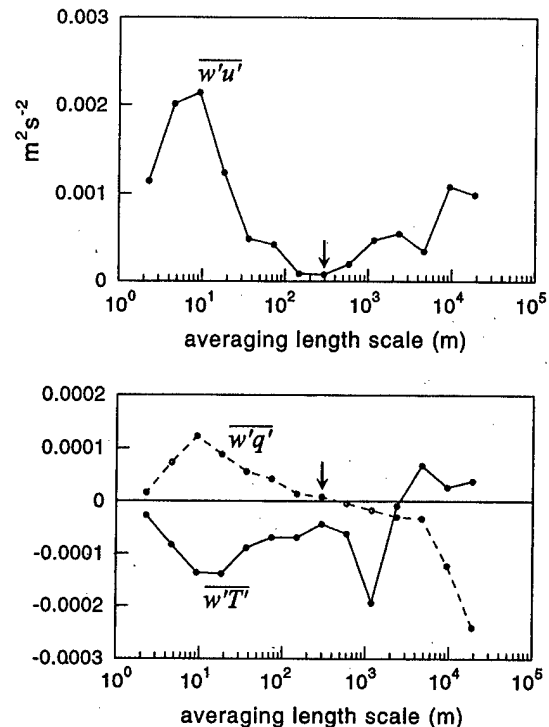 0.003
w'u'
0.002
m²s⁻²
0.001
0
10⁰ 10¹ 10² 10³ 10⁴ 10⁵
averaging length scale (m)
0.0002
w'q'
0.0001
0
-0.0001
w'T'
-0.0002
-0.0003
10⁰ 10¹ 10² 10³ 10⁴ 10⁵
averaging length scale (m)